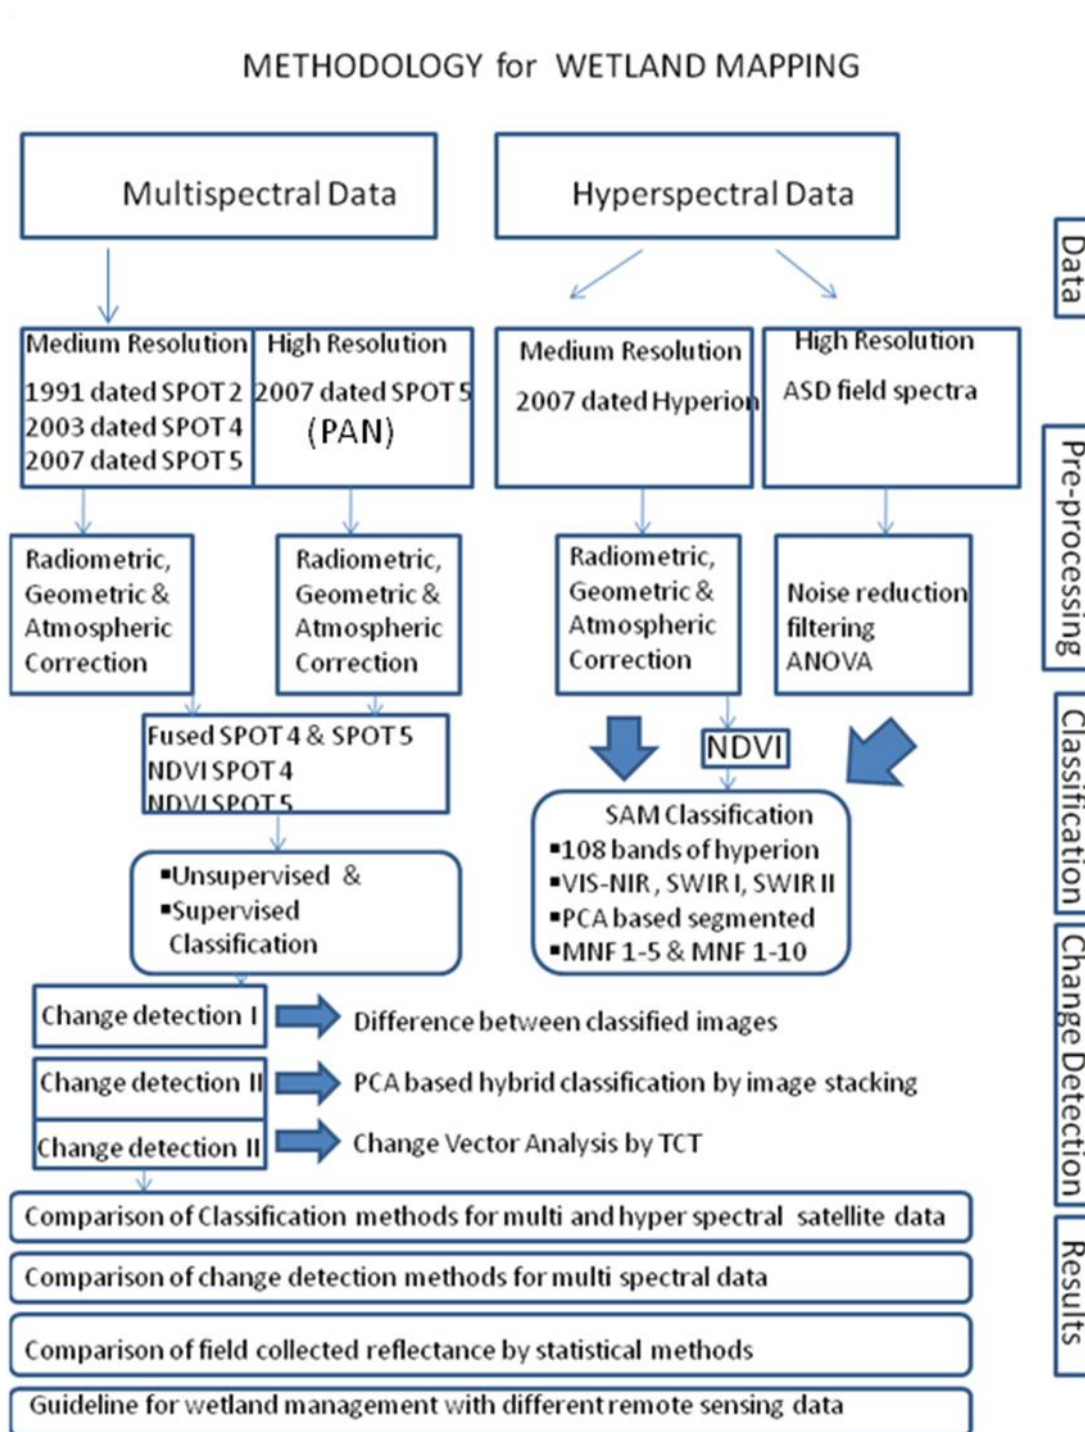 METHODOLOGY for WETLAND MAPPING
Multispectral Data
Hyperspectral Data
Data
Medium Resolution
1991 dated SPOT 2
2003 dated SPOT 4
2007 dated SPOT 5
High Resolution
2007 dated SPOT 5
(PAN)
Medium Resolution
2007 dated Hyperion
High Resolution
ASD field spectra
Pre-processing
Radiometric,
Geometric &
Atmospheric
Correction
Radiometric,
Geometric &
Atmospheric
Correction
Radiometric,
Geometric &
Atmospheric
Correction
Noise reduction
filtering
ANOVA
Classification
Fused SPOT 4 & SPOT 5
NDVI SPOT 4
NDVI SPOT 5
NDVI
▪Unsupervised &
▪Supervised
Classification
SAM Classification
▪108 bands of hyperion
▪VIS-NIR, SWIR I, SWIR II
▪PCA based segmented
▪MNF 1-5 & MNF 1-10
Change Detection
Change detection I
Difference between classified images
Change detection II
PCA based hybrid classification by image stacking
Change detection II
Change Vector Analysis by TCT
Results
Comparison of Classification methods for multi and hyper spectral satellite data
Comparison of change detection methods for multi spectral data
Comparison of field collected reflectance by statistical methods
Guideline for wetland management with different remote sensing data